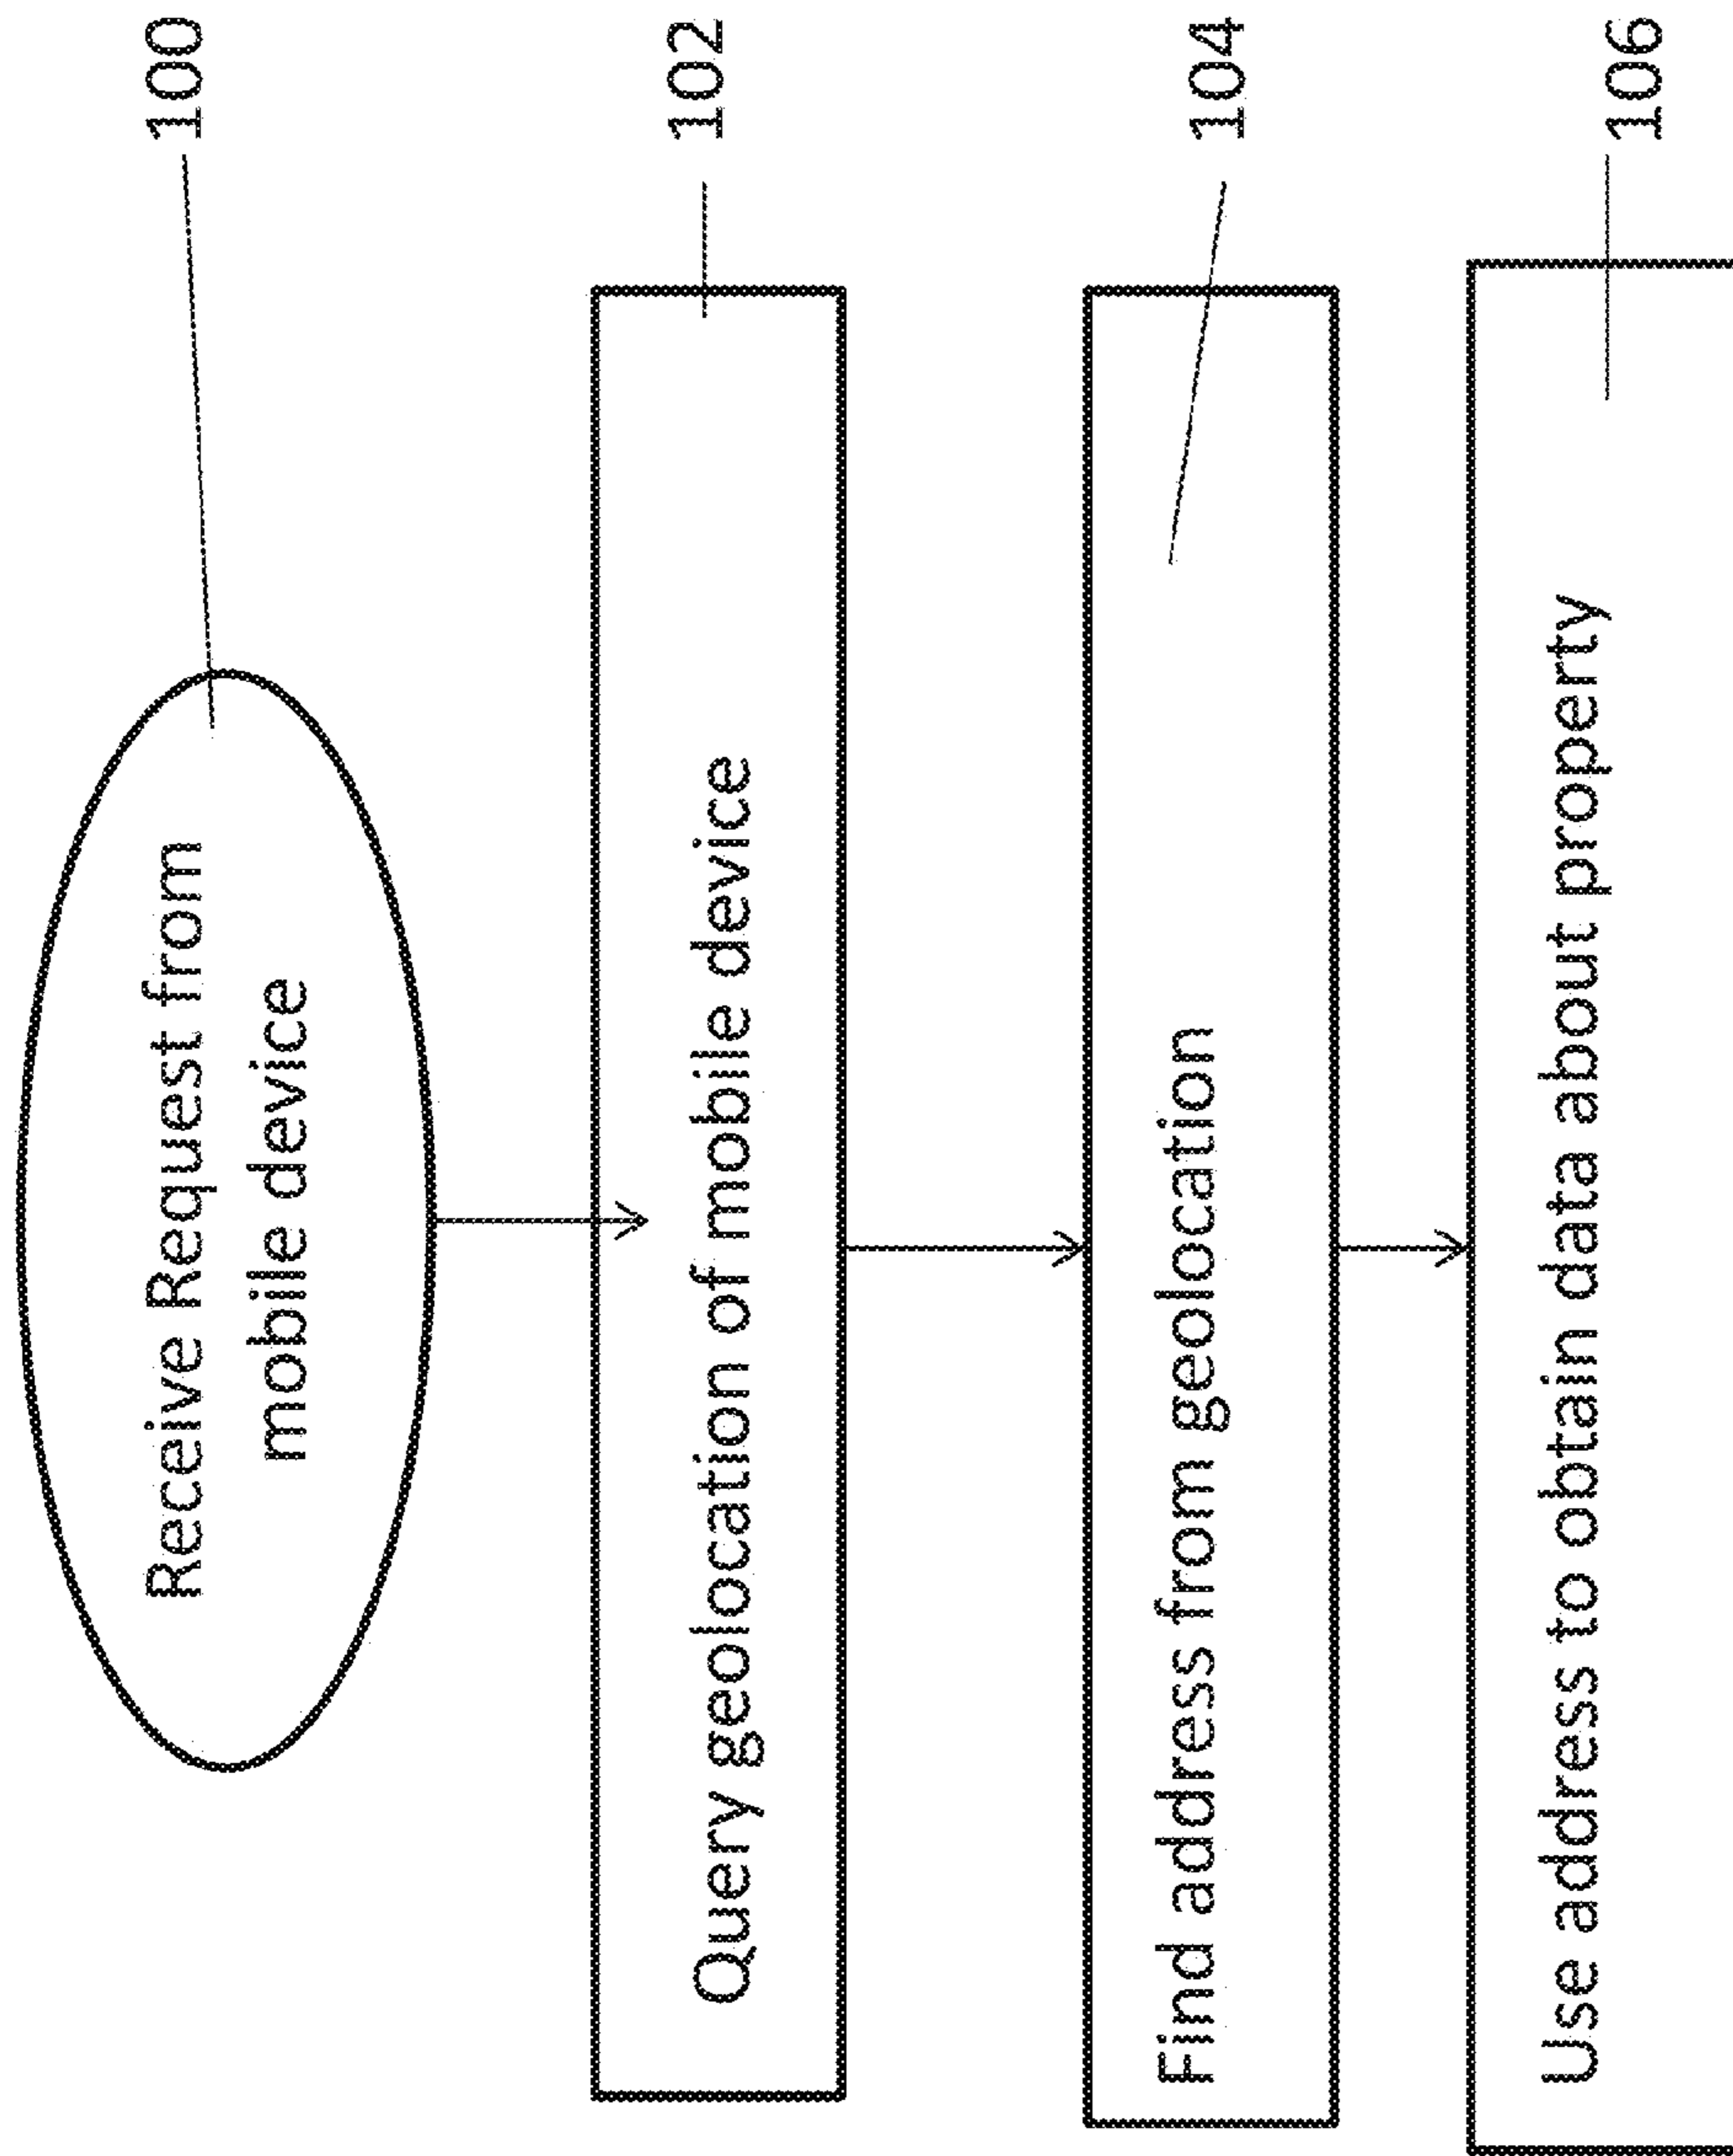 Receive Request from
mobile device
100
Query geolocation of mobile device
102
Find address from geolocation
104
Use address to obtain data about property
106